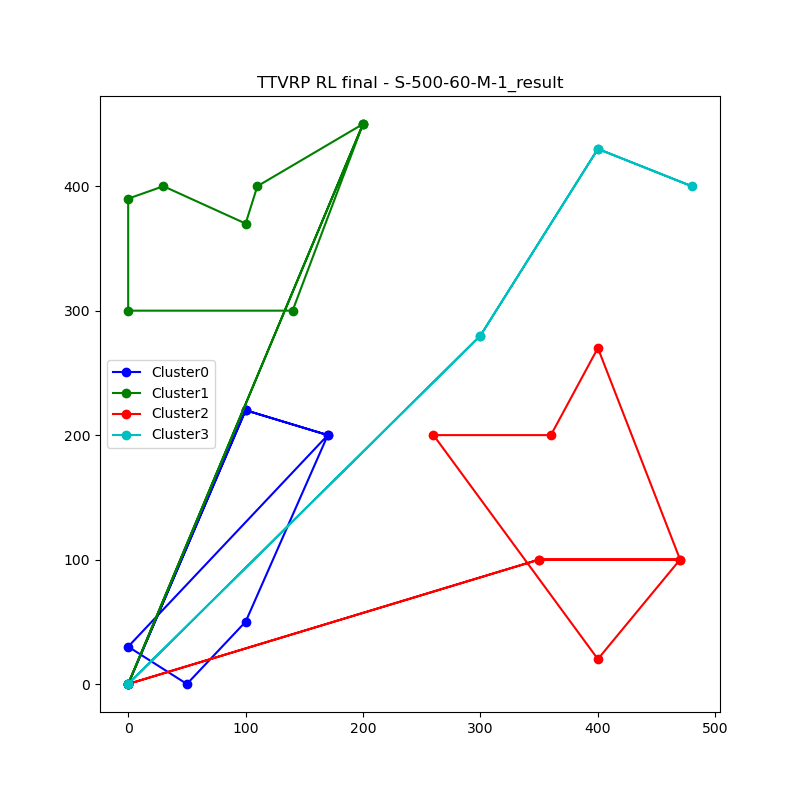 TTVRP RL final - S-500-60-M-1_result
400
300
Cluster0
Cluster1
Cluster2
Cluster3
200
100
0
0 100 200 300 400 500